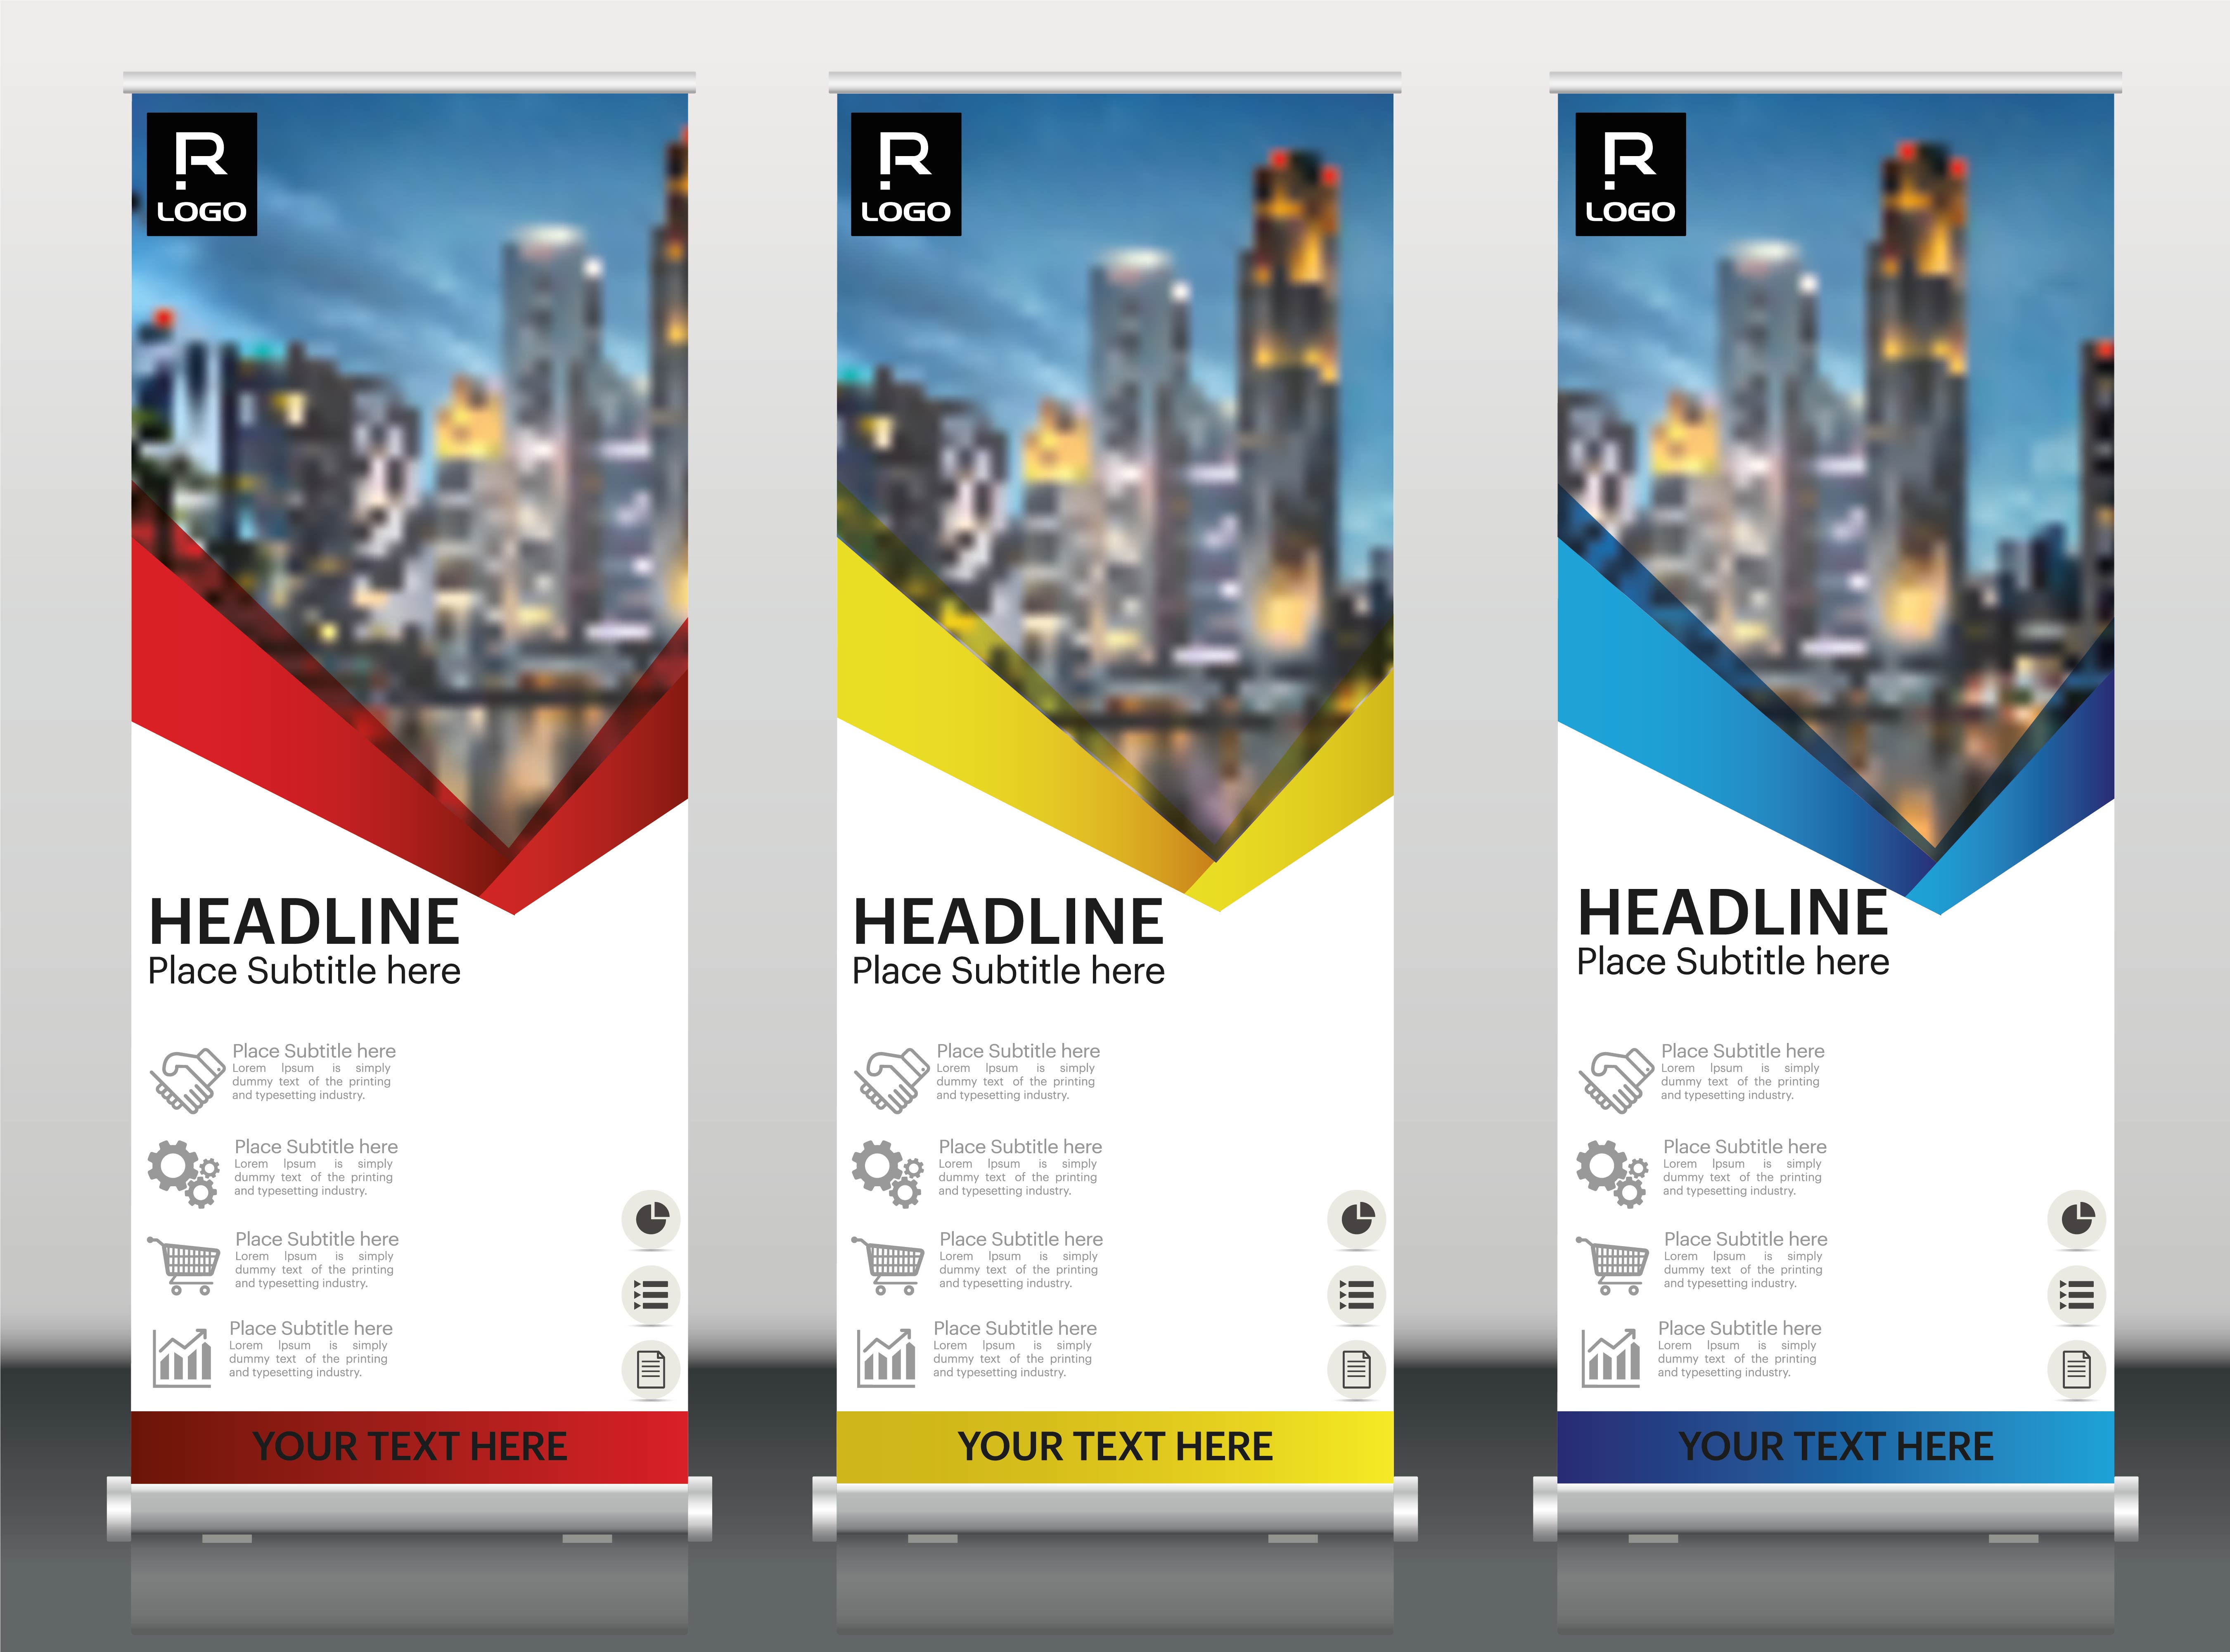 R
LOGO
HEADLINE
Place Subtitle here
Place Subtitle here
Lorem Ipsum is simply
dummy text of the printing
and typesetting industry.
Place Subtitle here
Lorem Ipsum is simply
dummy text of the printing
and typesetting industry.
Place Subtitle here
Lorem Ipsum is simply
dummy text of the printing
and typesetting industry.
Place Subtitle here
Lorem Ipsum is simply
dummy text of the printing
and typesetting industry.
YOUR TEXT HERE
R
LOGO
HEADLINE
Place Subtitle here
Place Subtitle here
Lorem Ipsum is simply
dummy text of the printing
and typesetting industry.
Place Subtitle here
Lorem Ipsum is simply
dummy text of the printing
and typesetting industry.
Place Subtitle here
Lorem Ipsum is simply
dummy text of the printing
and typesetting industry.
Place Subtitle here
Lorem Ipsum is simply
dummy text of the printing
and typesetting industry.
YOUR TEXT HERE
R
LOGO
HEADLINE
Place Subtitle here
Place Subtitle here
Lorem Ipsum is simply
dummy text of the printing
and typesetting industry.
Place Subtitle here
Lorem Ipsum is simply
dummy text of the printing
and typesetting industry.
Place Subtitle here
Lorem Ipsum is simply
dummy text of the printing
and typesetting industry.
Place Subtitle here
Lorem Ipsum is simply
dummy text of the printing
and typesetting industry.
YOUR TEXT HERE